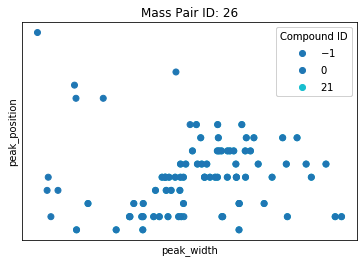 Mass Pair ID: 26
Compound ID
−1
0
21
peak_position
peak_width